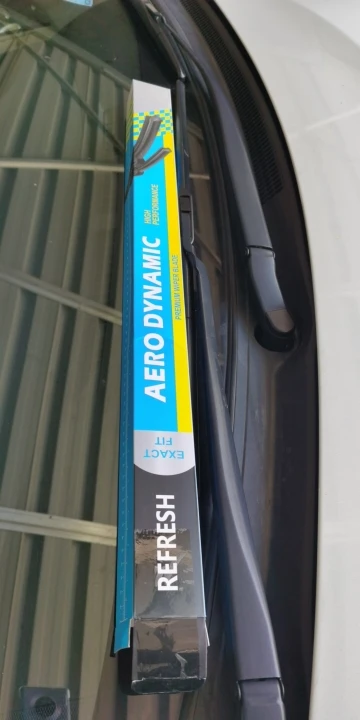 REFRESH
EXACT
FIT
AERO DYNAMIC
HIGH
PERFORMANCE
PREMIUM WIPER BLADE